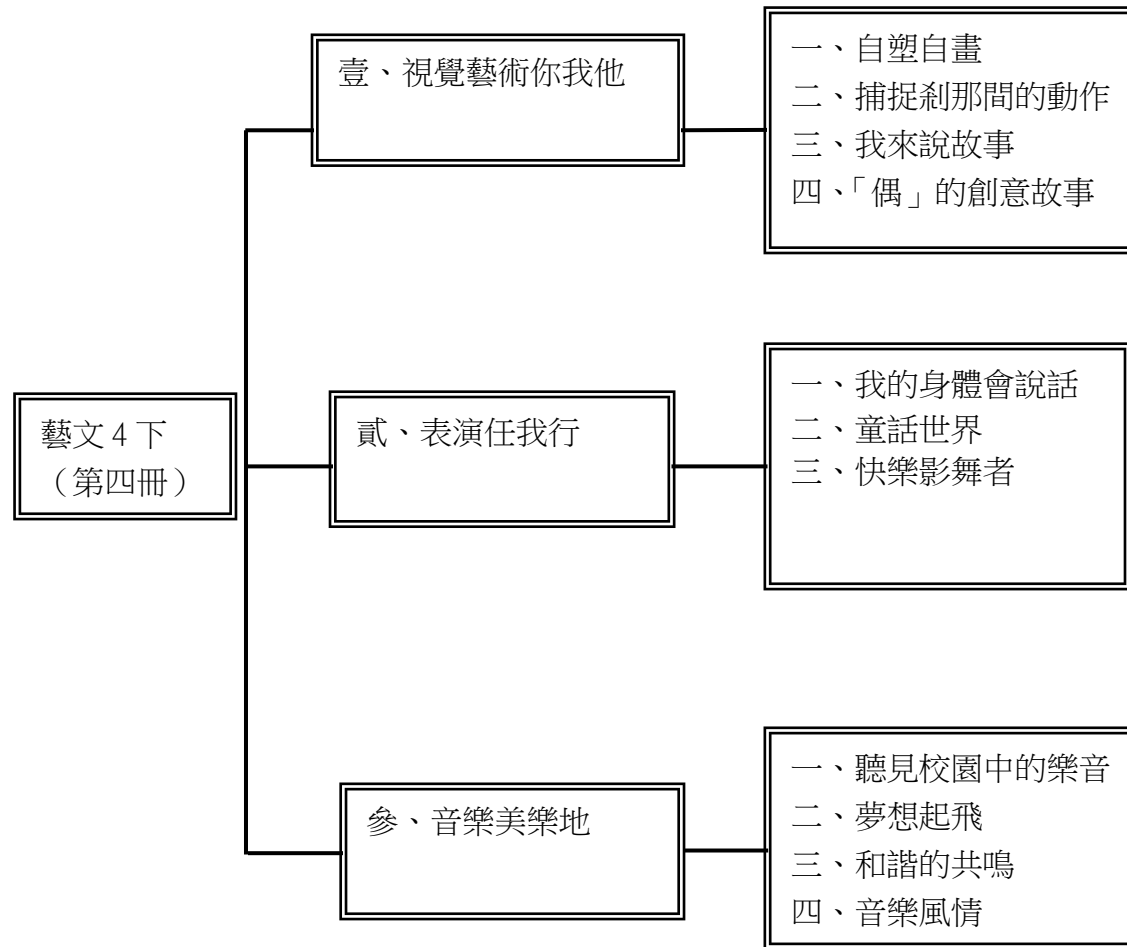 壹、視覺藝術你我他
一、自塑自畫
二、捕捉剎那間的動作
三、我來說故事
四、「偶」的創意故事
藝文 4 下
（第四冊）
貳、表演任我行
一、我的身體會說話
二、童話世界
三、快樂影舞者
參、音樂美樂地
一、聽見校園中的樂音
二、夢想起飛
三、和諧的共鳴
四、音樂風情